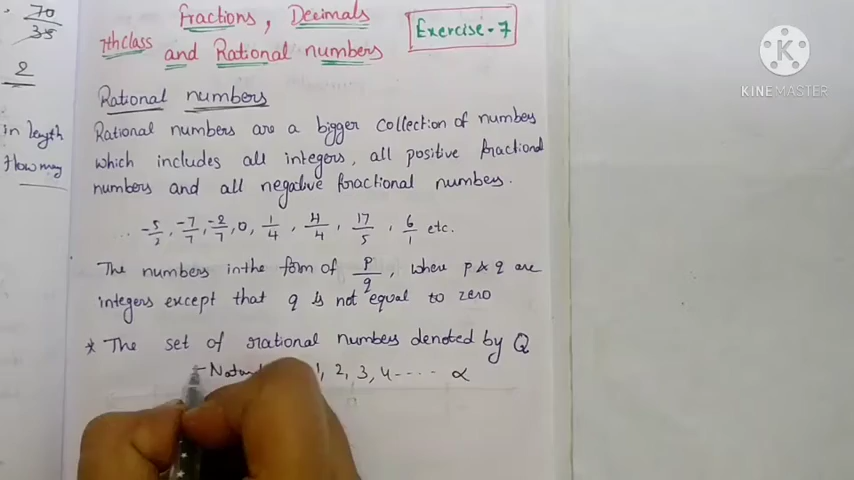 70
35
2
in length
How may
Fractions, Decimals
7th class and Rational numbers
Exercise-7
Rational numbers
Rational numbers are a bigger collection of numbers
which includes all integers, all positive fractional
numbers and all negative fractional numbers.
... -5/2, -7/7, -2/7, 0, 1/4, 4/4, 17/5, 6/1 etc.
The numbers in the form of p/q, where p & q are
integers except that q is not equal to zero
* The set of rational numbers denoted by Q
1, 2, 3, 4 ---- α
K
KINEMASTER